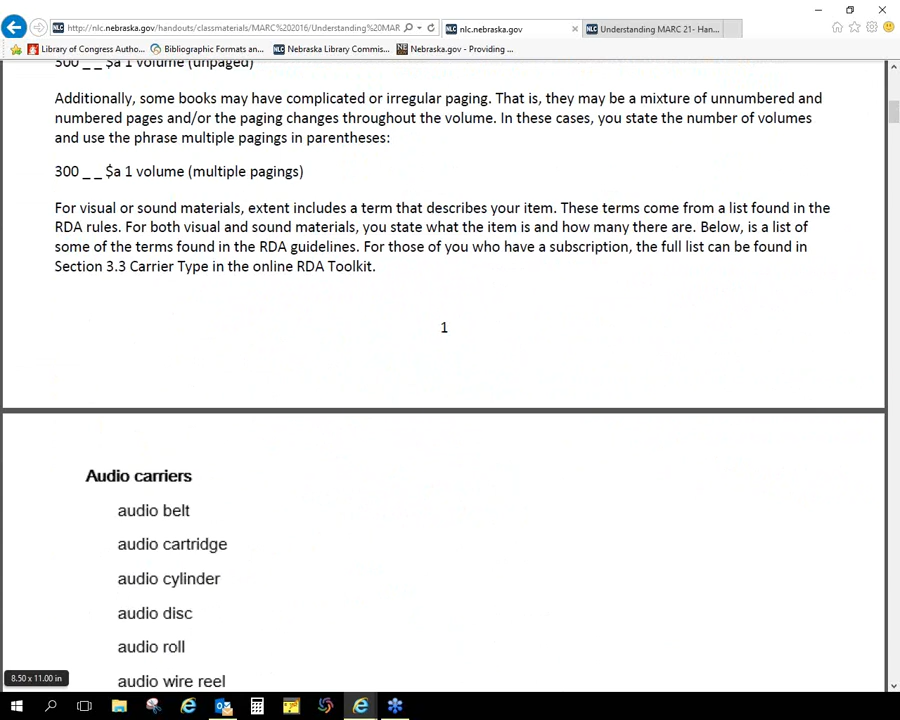 http://nlc.nebraska.gov/handouts/classmaterials/MARC%202016/Understanding%20MAR
nlc.nebraska.gov
Understanding MARC 21- Han...
Library of Congress Autho...
Bibliographic Formats an...
Nebraska Library Commis...
Nebraska.gov - Providing ...
300 _ _ $a 1 volume (unpaged)
Additionally, some books may have complicated or irregular paging. That is, they may be a mixture of unnumbered and
numbered pages and/or the paging changes throughout the volume. In these cases, you state the number of volumes
and use the phrase multiple pagings in parentheses:
300 _ _ $a 1 volume (multiple pagings)
For visual or sound materials, extent includes a term that describes your item. These terms come from a list found in the
RDA rules. For both visual and sound materials, you state what the item is and how many there are. Below, is a list of
some of the terms found in the RDA guidelines. For those of you who have a subscription, the full list can be found in
Section 3.3 Carrier Type in the online RDA Toolkit.
1
Audio carriers
audio belt
audio cartridge
audio cylinder
audio disc
audio roll
audio wire reel
8.50 x 11.00 in